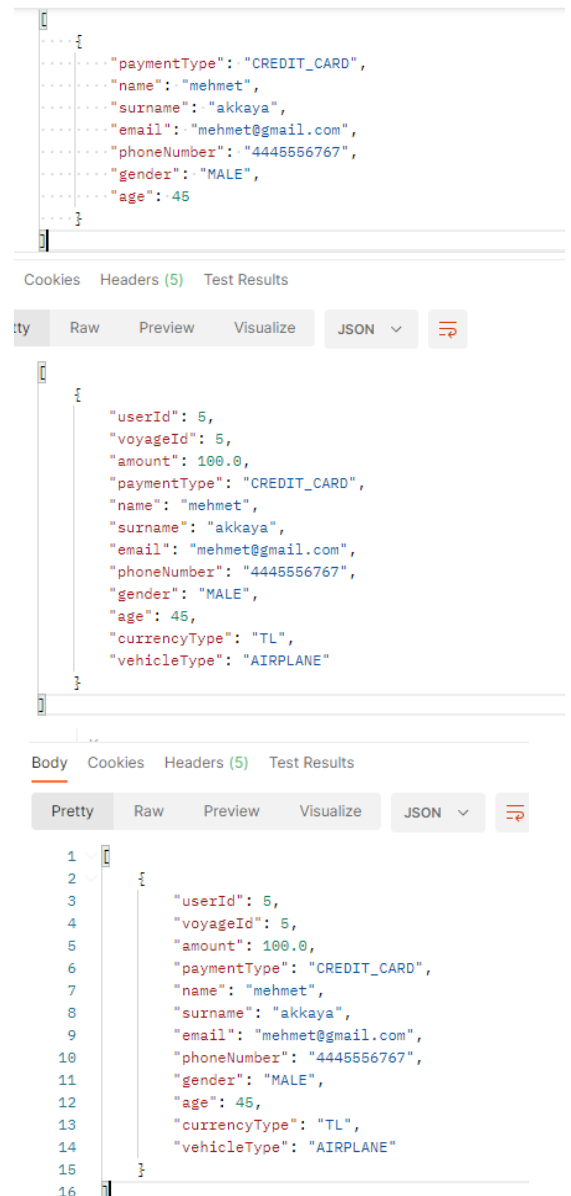 [
{
"paymentType": "CREDIT_CARD",
"name": "mehmet",
"surname": "akkaya",
"email": "mehmet@gmail.com",
"phoneNumber": "4445556767",
"gender": "MALE",
"age": 45
}
]
Cookies Headers (5) Test Results
tty Raw Preview Visualize JSON
[
{
"userId": 5,
"voyageId": 5,
"amount": 100.0,
"paymentType": "CREDIT_CARD",
"name": "mehmet",
"surname": "akkaya",
"email": "mehmet@gmail.com",
"phoneNumber": "4445556767",
"gender": "MALE",
"age": 45,
"currencyType": "TL",
"vehicleType": "AIRPLANE"
}
]
Body Cookies Headers (5) Test Results
Pretty Raw Preview Visualize JSON
1 [
2 {
3 "userId": 5,
4 "voyageId": 5,
5 "amount": 100.0,
6 "paymentType": "CREDIT_CARD",
7 "name": "mehmet",
8 "surname": "akkaya",
9 "email": "mehmet@gmail.com",
10 "phoneNumber": "4445556767",
11 "gender": "MALE",
12 "age": 45,
13 "currencyType": "TL",
14 "vehicleType": "AIRPLANE"
15 }
16 ]